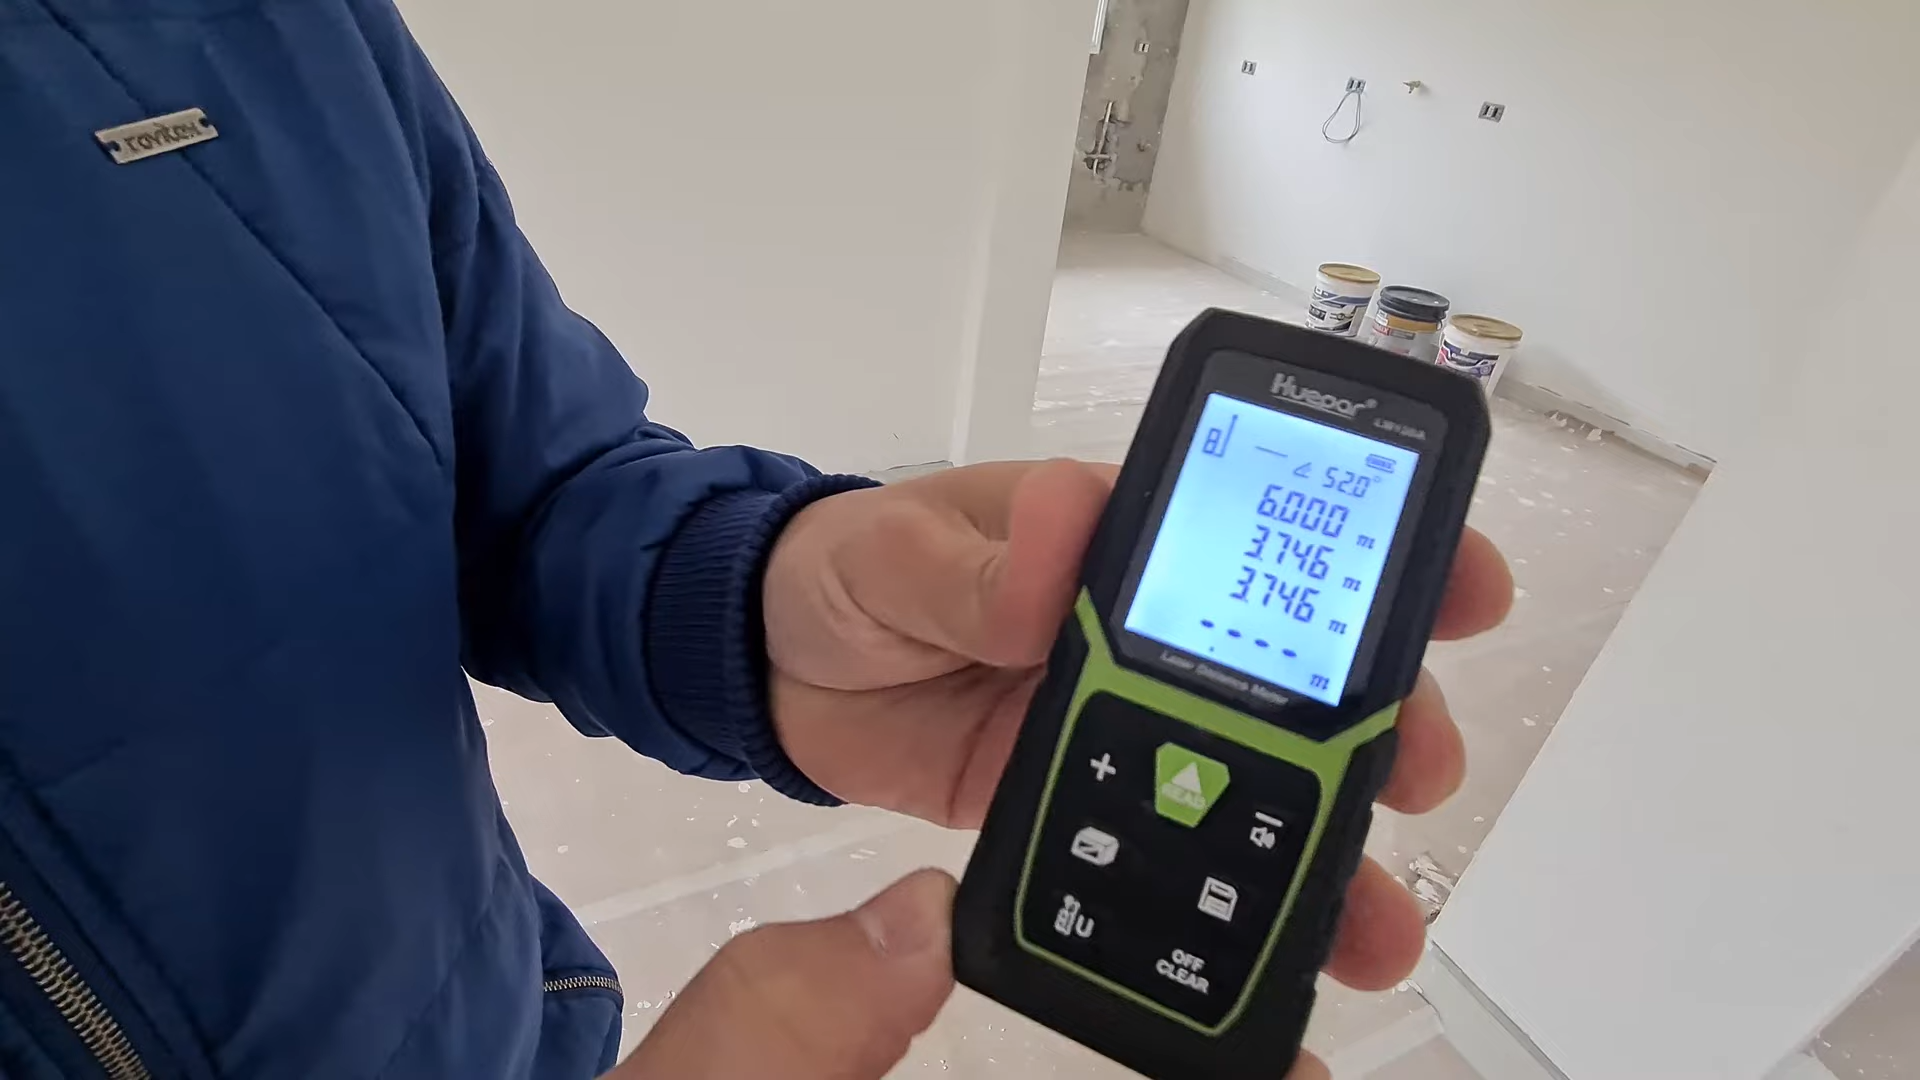 Huepar®
52.0°
6.000 m
3.746 m
3.746 m
---- m
Laser Distance Meter
READ
U
OFF
CLEAR